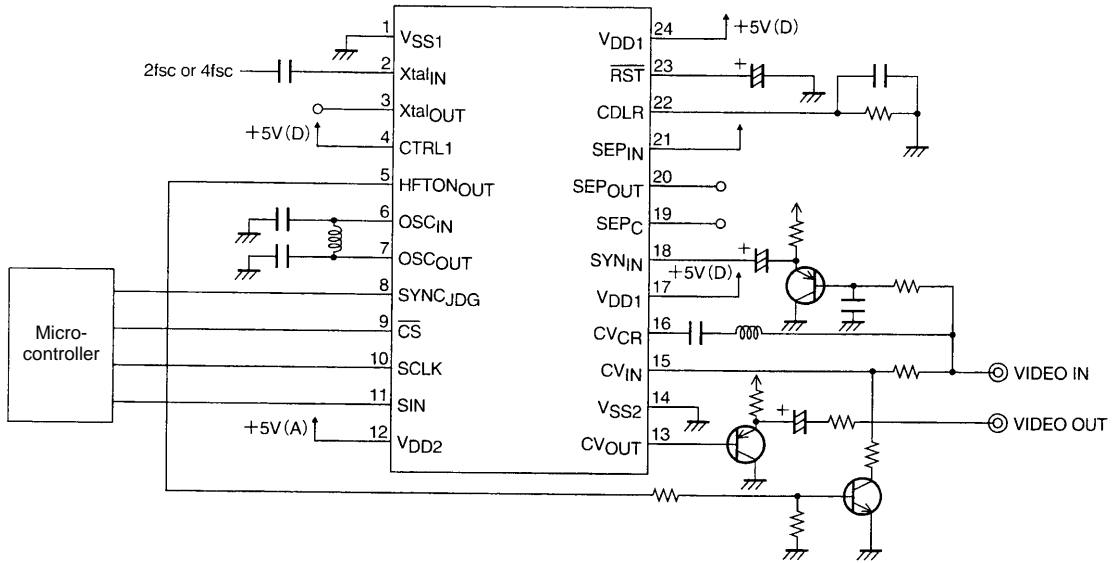 1
VSS1
2fsc or 4fsc
2
XtalIN
3
XtalOUT
+5V(D)
4
CTRL1
5
HFTONOUT
6
OSCIN
7
OSCOUT
8
SYNCJDG
9
CS
10
SCLK
11
SIN
+5V(A)
12
VDD2
Micro-
controller
24
+5V(D)
VDD1
+
23
RST
22
CDLR
21
SEPIN
20
SEPOUT
19
SEPC
+
18
SYNIN
+5V(D)
VDD1
17
16
CVCR
15
CVIN
VIDEO IN
14
VSS2
+
VIDEO OUT
13
CVOUT